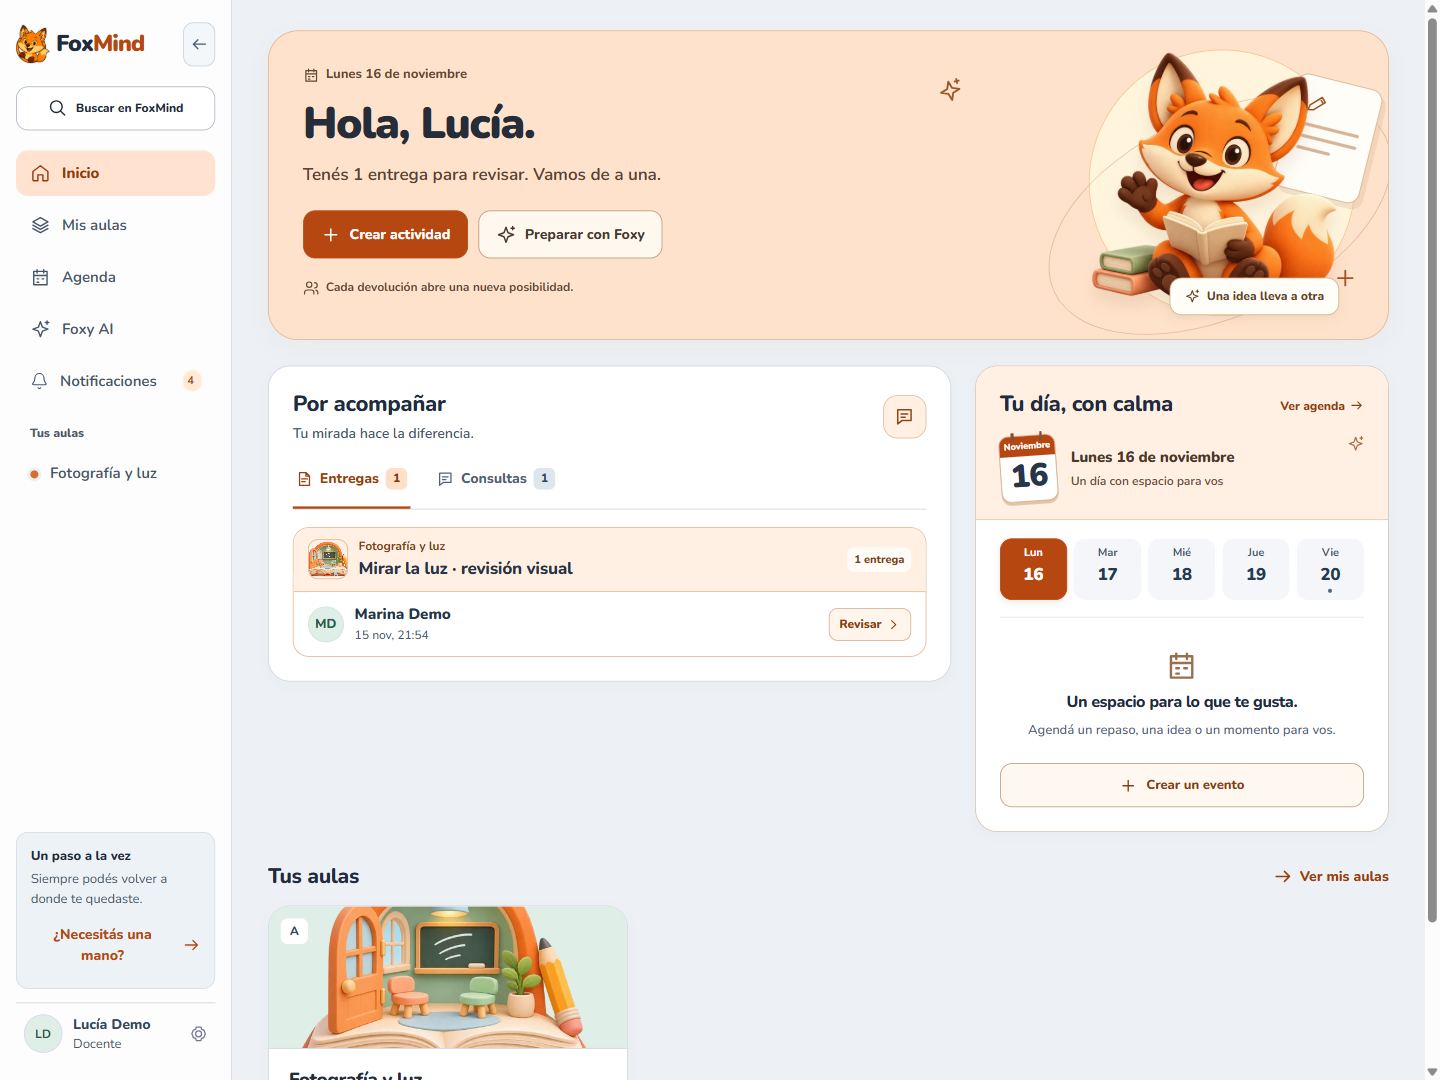 FoxMind
Buscar en FoxMind
Inicio
Mis aulas
Agenda
Foxy AI
Notificaciones 4
Tus aulas
Fotografía y luz
Un paso a la vez
Siempre podés volver a
donde te quedaste.
¿Necesitás una
mano?
LD
Lucía Demo
Docente
Lunes 16 de noviembre
Hola, Lucía.
Tenés 1 entrega para revisar. Vamos de a una.
Crear actividad
Preparar con Foxy
Cada devolución abre una nueva posibilidad.
Una idea lleva a otra
Por acompañar
Tu mirada hace la diferencia.
Entregas 1
Consultas 1
Fotografía y luz
Mirar la luz · revisión visual
1 entrega
MD
Marina Demo
15 nov, 21:54
Revisar
Tu día, con calma
Ver agenda
Noviembre
16
Lunes 16 de noviembre
Un día con espacio para vos
Lun
16
Mar
17
Mié
18
Jue
19
Vie
20
Un espacio para lo que te gusta.
Agendá un repaso, una idea o un momento para vos.
Crear un evento
Tus aulas
Ver mis aulas
A
Fotografía y luz